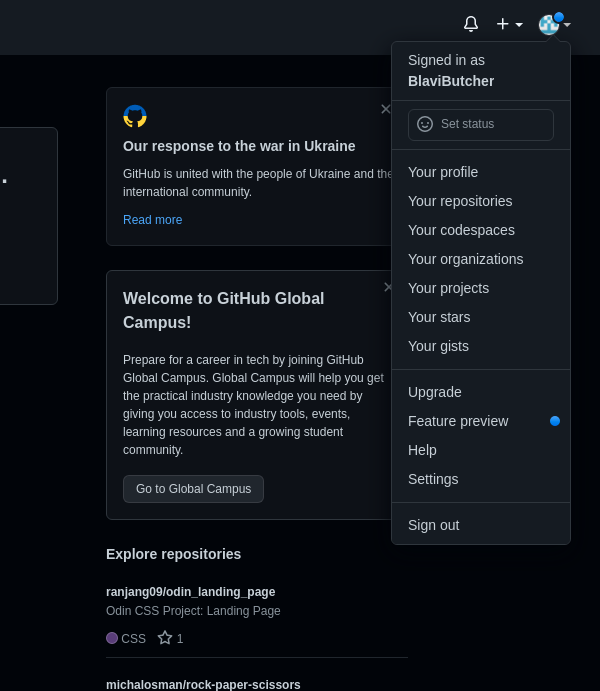 Signed in as
BlaviButcher
Set status
Your profile
Your repositories
Your codespaces
Your organizations
Your projects
Your stars
Your gists
Upgrade
Feature preview
Help
Settings
Sign out
.
Our response to the war in Ukraine
GitHub is united with the people of Ukraine and the
international community.
Read more
Welcome to GitHub Global
Campus!
Prepare for a career in tech by joining GitHub
Global Campus. Global Campus will help you get
the practical industry knowledge you need by
giving you access to industry tools, events,
learning resources and a growing student
community.
Go to Global Campus
Explore repositories
ranjang09/odin_landing_page
Odin CSS Project: Landing Page
CSS 1
michalosman/rock-paper-scissors